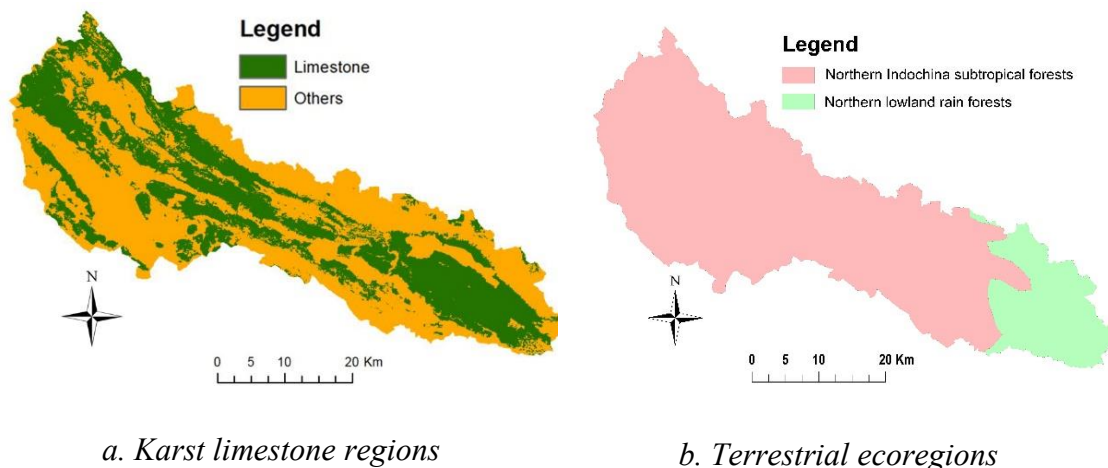 Legend
Limestone
Others
N
0 5 10 20 Km
a. Karst limestone regions
Legend
Northern Indochina subtropical forests
Northern lowland rain forests
N
0 5 10 20 Km
b. Terrestrial ecoregions